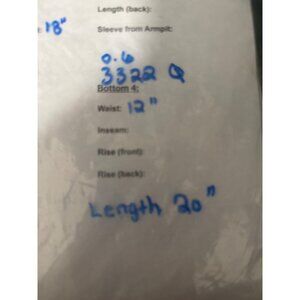 Length (back):
: 18"
Sleeve from Armpit:
0.6
3322 Q
Bottom 4:
Waist: 12"
Inseam:
Rise (front):
Rise (back):
Length 20"